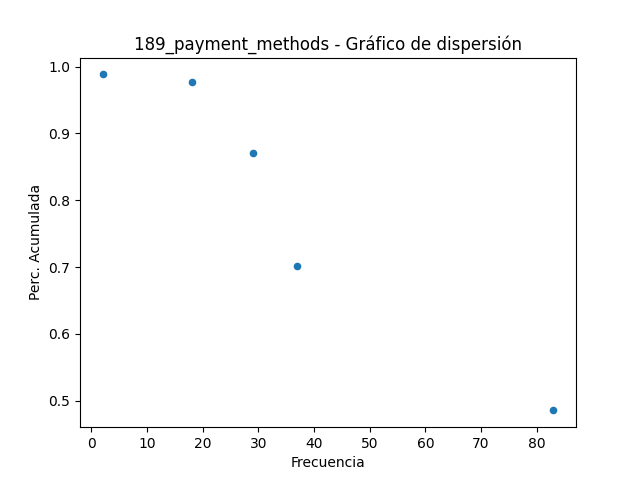 189_payment_methods - Gráfico de dispersión
1.0
0.9
0.8
0.7
0.6
0.5
Perc. Acumulada
0 10 20 30 40 50 60 70 80
Frecuencia